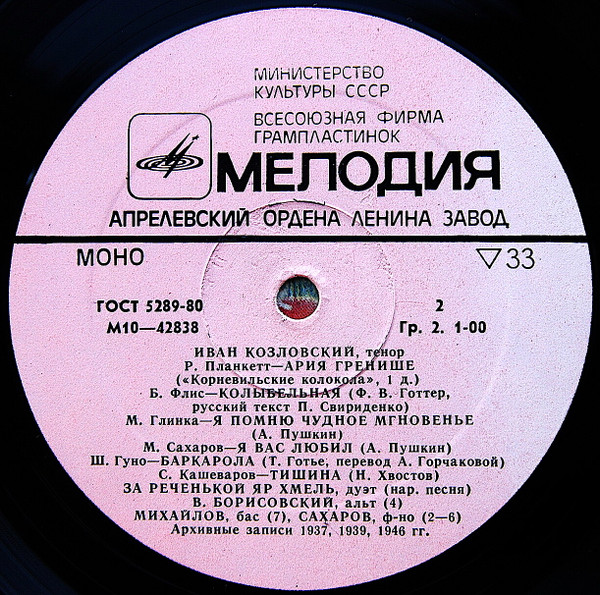 МИНИСТЕРСТВО
КУЛЬТУРЫ СССР
ВСЕСОЮЗНАЯ ФИРМА
ГРАМПЛАСТИНОК
МЕЛОДИЯ
АПРЕЛЕВСКИЙ ОРДЕНА ЛЕНИНА ЗАВОД
МОНО ▽33
ГОСТ 5289-80 2
М10—42838 Гр. 2. 1-00
ИВАН КОЗЛОВСКИЙ, тенор
Р. Планкетт—АРИЯ ГРЕНИШЕ
(«Корневильские колокола», 1 д.)
Б. Флис—КОЛЫБЕЛЬНАЯ (Ф. В. Готтер,
русский текст П. Свириденко)
М. Глинка—Я ПОМНЮ ЧУДНОЕ МГНОВЕНЬЕ
(А. Пушкин)
М. Сахаров—Я ВАС ЛЮБИЛ (А. Пушкин)
Ш. Гуно—БАРКАРОЛА (Т. Готье, перевод А. Горчаковой)
С. Кашеваров—ТИШИНА (Н. Хвостов)
ЗА РЕЧЕНЬКОЙ ЯР ХМЕЛЬ, дуэт (нар. песня)
В. БОРИСОВСКИЙ, альт (4)
МИХАЙЛОВ, бас (7), САХАРОВ, ф-но (2—6)
Архивные записи 1937, 1939, 1946 гг.